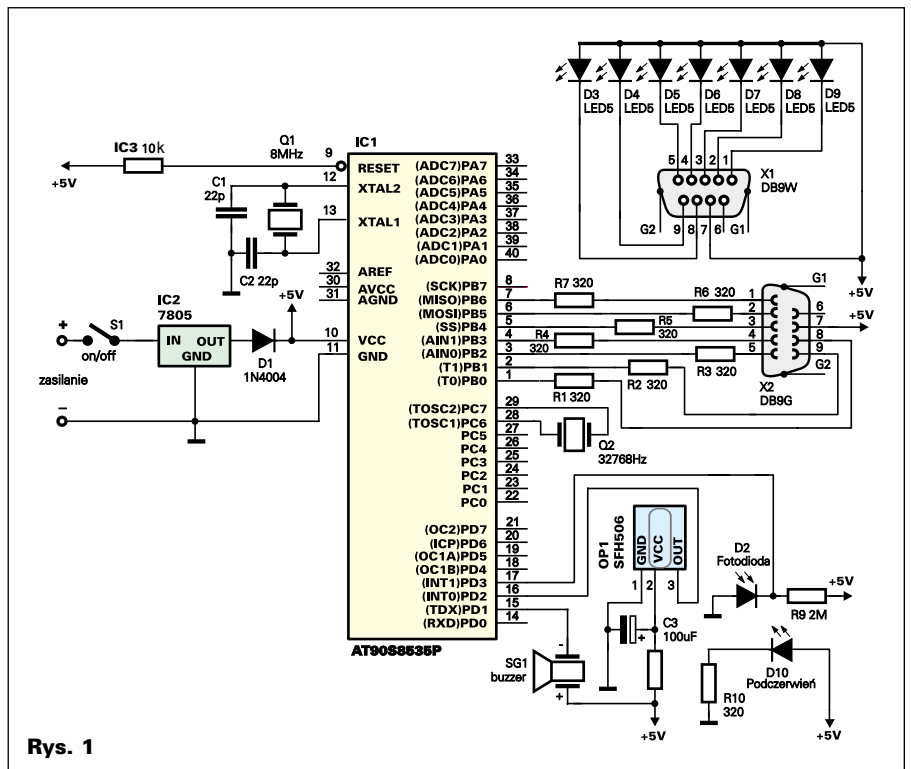 D3
LED5
D4
LED5
D5
LED5
D6
LED5
D7
LED5
D8
LED5
D9
LED5
5 4 3 2 1
X1
DB9W
G2
9 8 7 6
G1
+5V
IC3 10k
+5V
Q1
8MHz
C1
22p
C2 22p
IC1
9 RESET
12 XTAL2
13 XTAL1
32 AREF
30 AVCC
31 AGND
10 VCC
11 GND
(ADC7)PA7 33
(ADC6)PA6 34
(ADC5)PA5 35
(ADC4)PA4 36
(ADC3)PA3 37
(ADC2)PA2 38
(ADC1)PA1 39
(ADC0)PA0 40
(SCK)PB7 8
(MISO)PB6 7
(MOSI)PB5 6
(SS)PB4 5
(AIN1)PB3 4
(AIN0)PB2 3
(T1)PB1 2
(T0)PB0 1
(TOSC2)PC7 29
(TOSC1)PC6 28
PC5 27
PC4 26
PC3 25
PC2 24
PC1 23
PC0 22
(OC2)PD7 21
(ICP)PD6 20
(OC1A)PD5 19
(OC1B)PD4 18
(INT1)PD3 17
(INT0)PD2 16
(TDX)PD1 15
(RXD)PD0 14
AT90S8535P
+
S1
on/off
zasilanie
–
IC2
7805
IN OUT
GND
+5V
D1
1N4004
R7 320
R6 320
R5
320
R4
320
R3 320
R2 320
R1 320
G1
1
2
3
4
5
6
7
8
9
+5V
G2
X2
DB9G
Q2
32768Hz
OP1
SFH506
GND
VCC
OUT
1 2 3
C3
100uF
+
+5V
SG1
buzzer
-
+
D2
Fotodioda
+5V
R9 2M
D10
Podczerwień
R10
320
+5V
Rys. 1